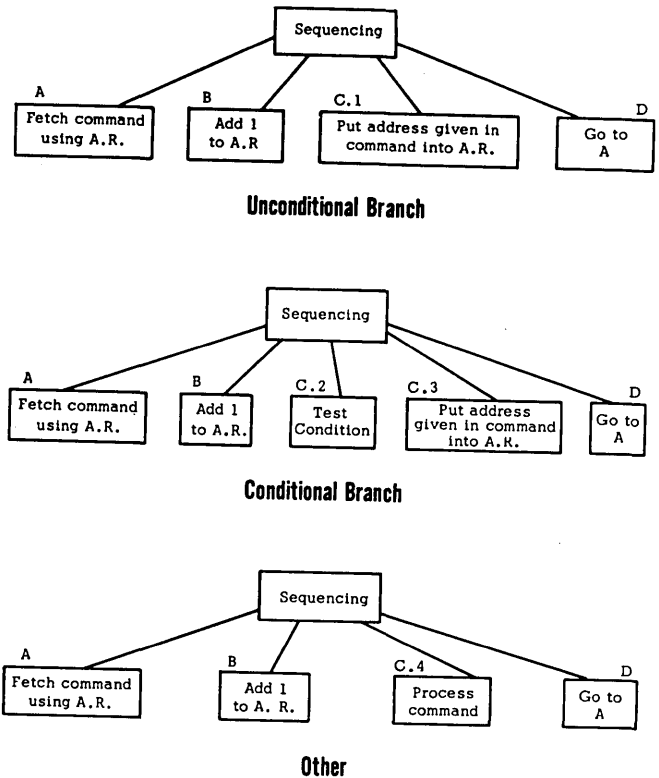 Sequencing
A
B
C.1
D
Fetch command
using A.R.
Add 1
to A.R
Put address given in
command into A.R.
Go to
A
Unconditional Branch
Sequencing
A
B
C.2
C.3
D
Fetch command
using A.R.
Add 1
to A.R.
Test
Condition
Put address
given in command
into A.R.
Go to
A
Conditional Branch
Sequencing
A
B
C.4
D
Fetch command
using A.R.
Add 1
to A. R.
Process
command
Go to
A
Other